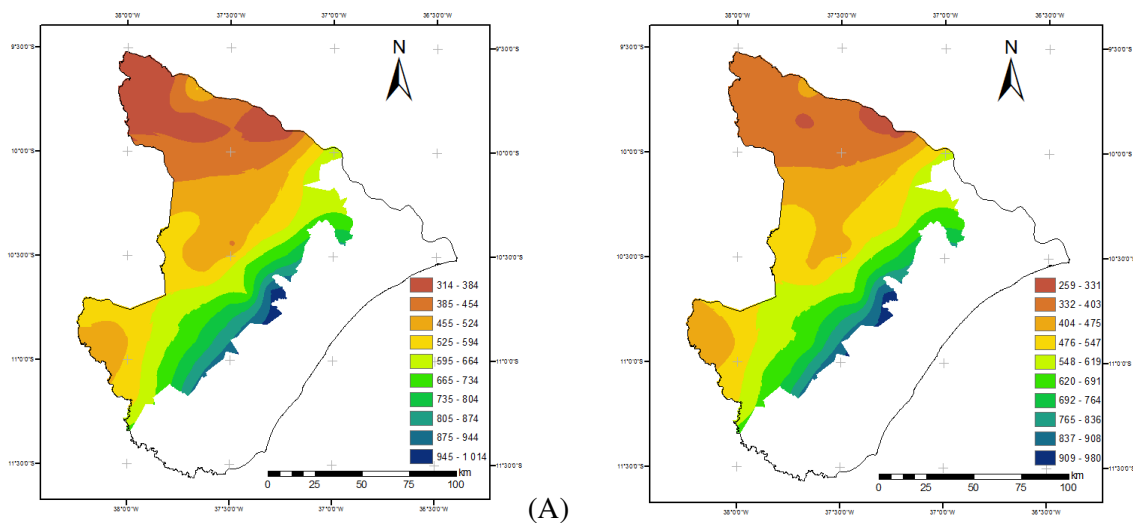 38°0'0"W 37°30'0"W 37°0'0"W 36°30'0"W
9°30'0"S 9°30'0"S
N
10°0'0"S 10°0'0"S
10°30'0"S 10°30'0"S
11°0'0"S 11°0'0"S
11°30'0"S 11°30'0"S
314 - 384
385 - 454
455 - 524
525 - 594
595 - 664
665 - 734
735 - 804
805 - 874
875 - 944
945 - 1 014
km
0 25 50 75 100
38°0'0"W 37°30'0"W 37°0'0"W 36°30'0"W
(A)
38°0'0"W 37°30'0"W 37°0'0"W 36°30'0"W
9°30'0"S 9°30'0"S
N
10°0'0"S 10°0'0"S
10°30'0"S 10°30'0"S
11°0'0"S 11°0'0"S
11°30'0"S 11°30'0"S
259 - 331
332 - 403
404 - 475
476 - 547
548 - 619
620 - 691
692 - 764
765 - 836
837 - 908
909 - 980
km
0 25 50 75 100
38°0'0"W 37°30'0"W 37°0'0"W 36°30'0"W